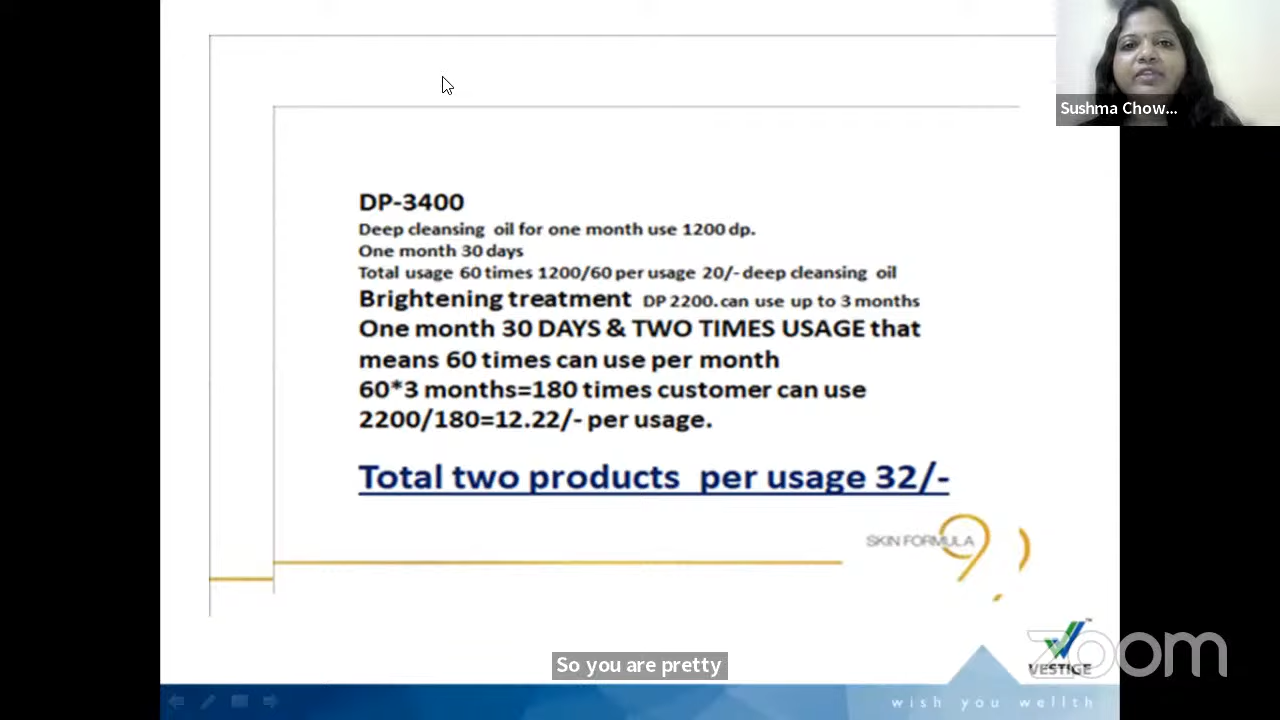 Sushma Chow...
DP-3400
Deep cleansing oil for one month use 1200 dp.
One month 30 days
Total usage 60 times 1200/60 per usage 20/- deep cleansing oil
Brightening treatment DP 2200. can use up to 3 months
One month 30 DAYS & TWO TIMES USAGE that
means 60 times can use per month
60*3 months=180 times customer can use
2200/180=12.22/- per usage.
Total two products per usage 32/-
SKIN FORMULA 9
zoom
VESTIGE
So you are pretty
wish you wellth